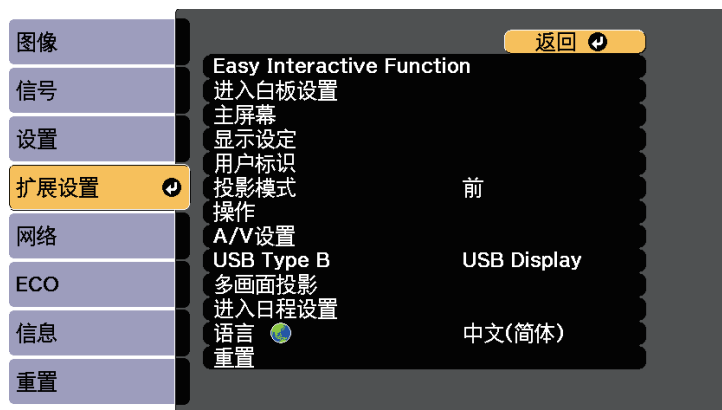 图像
信号
设置
扩展设置
网络
ECO
信息
重置
返回
Easy Interactive Function
进入白板设置
主屏幕
显示设定
用户标识
投影模式 前
操作
A/V设置
USB Type B USB Display
多画面投影
进入日程设置
语言 中文(简体)
重置